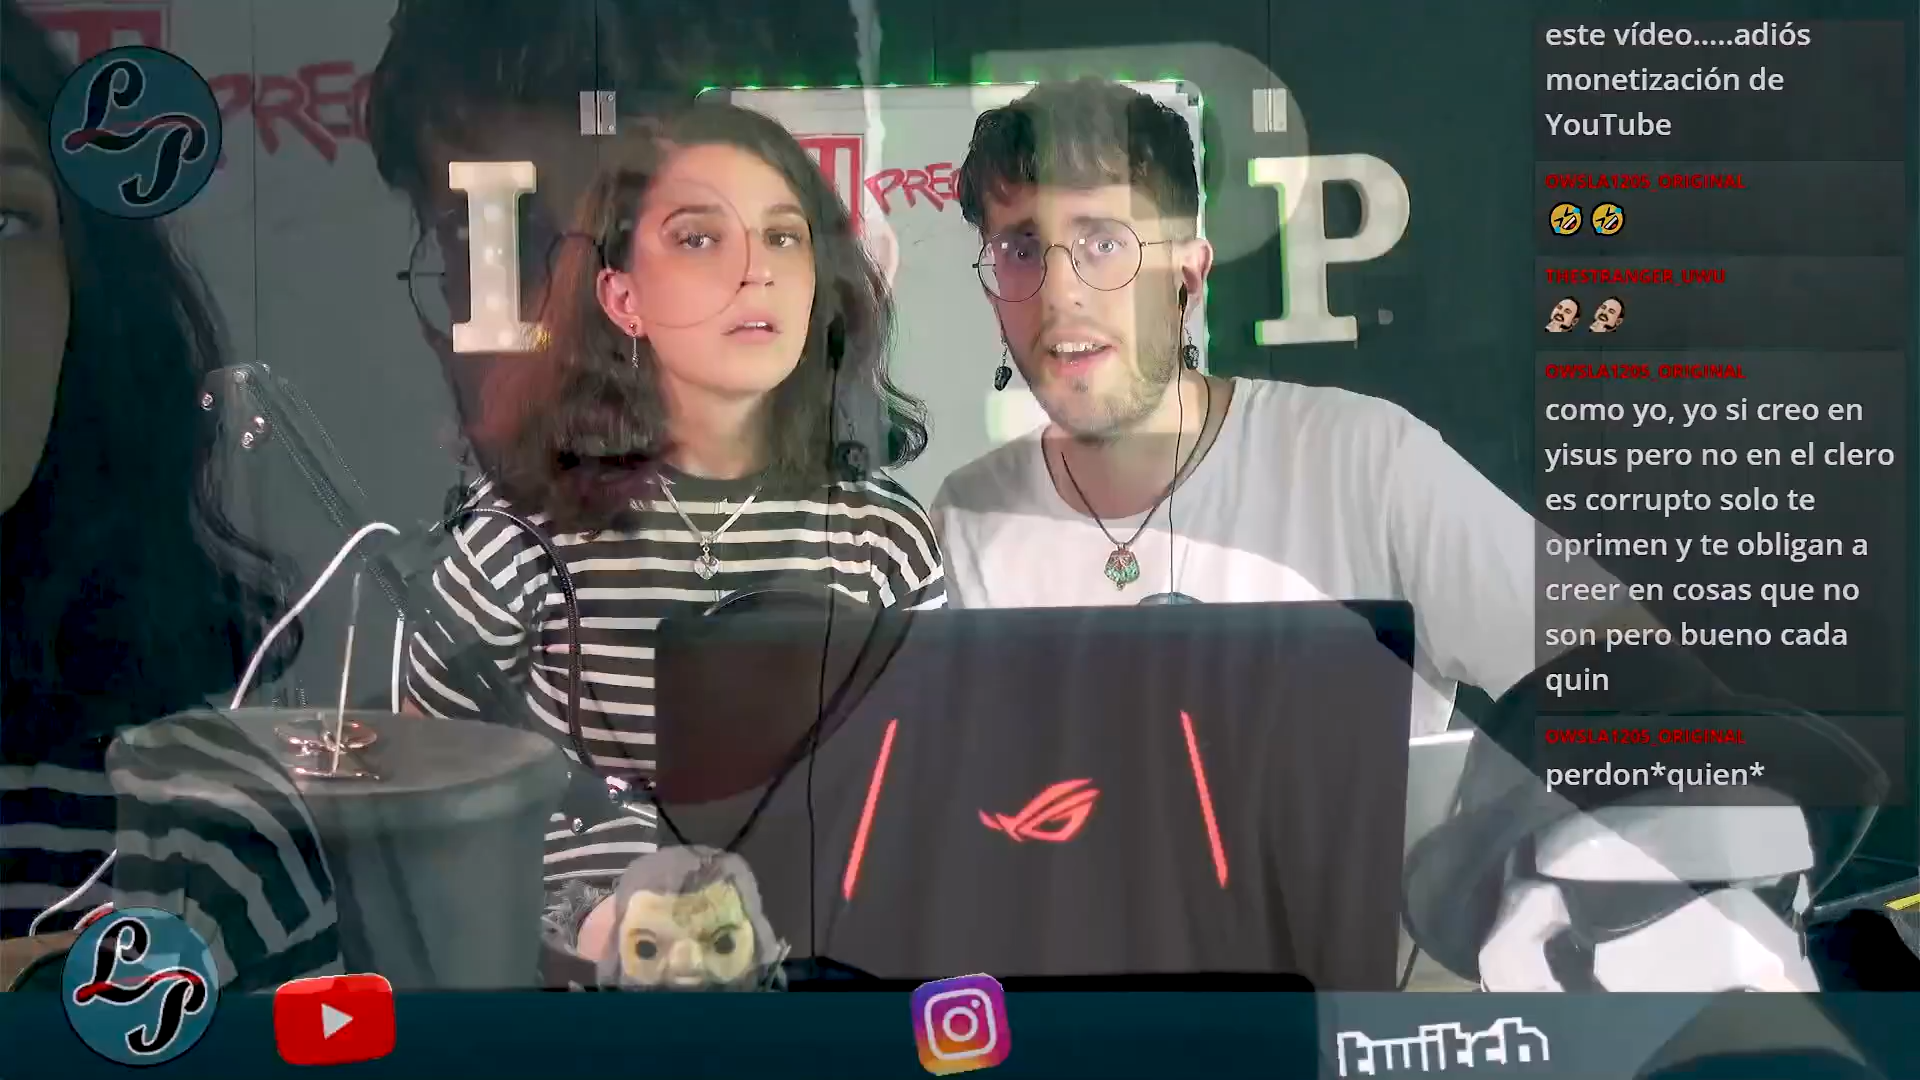 este vídeo.....adiós
monetización de
YouTube
OWSLA1205_ORIGINAL
THESTRANGER_UWU
OWSLA1205_ORIGINAL
como yo, yo si creo en
yisus pero no en el clero
es corrupto solo te
oprimen y te obligan a
creer en cosas que no
son pero bueno cada
quin
OWSLA1205_ORIGINAL
perdon*quien*
LP
L P
LP
twitch